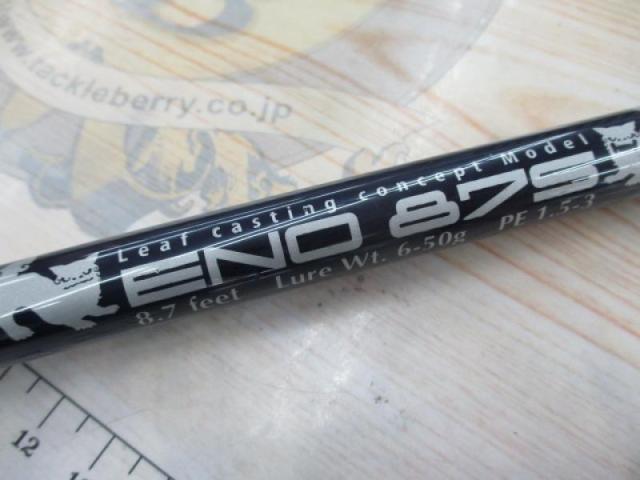 www.tackleberry.co.jp
Leaf casting concept Model
ENO 87S
8.7 feet Lure Wt. 6-50g PE 1.5-3
12
13